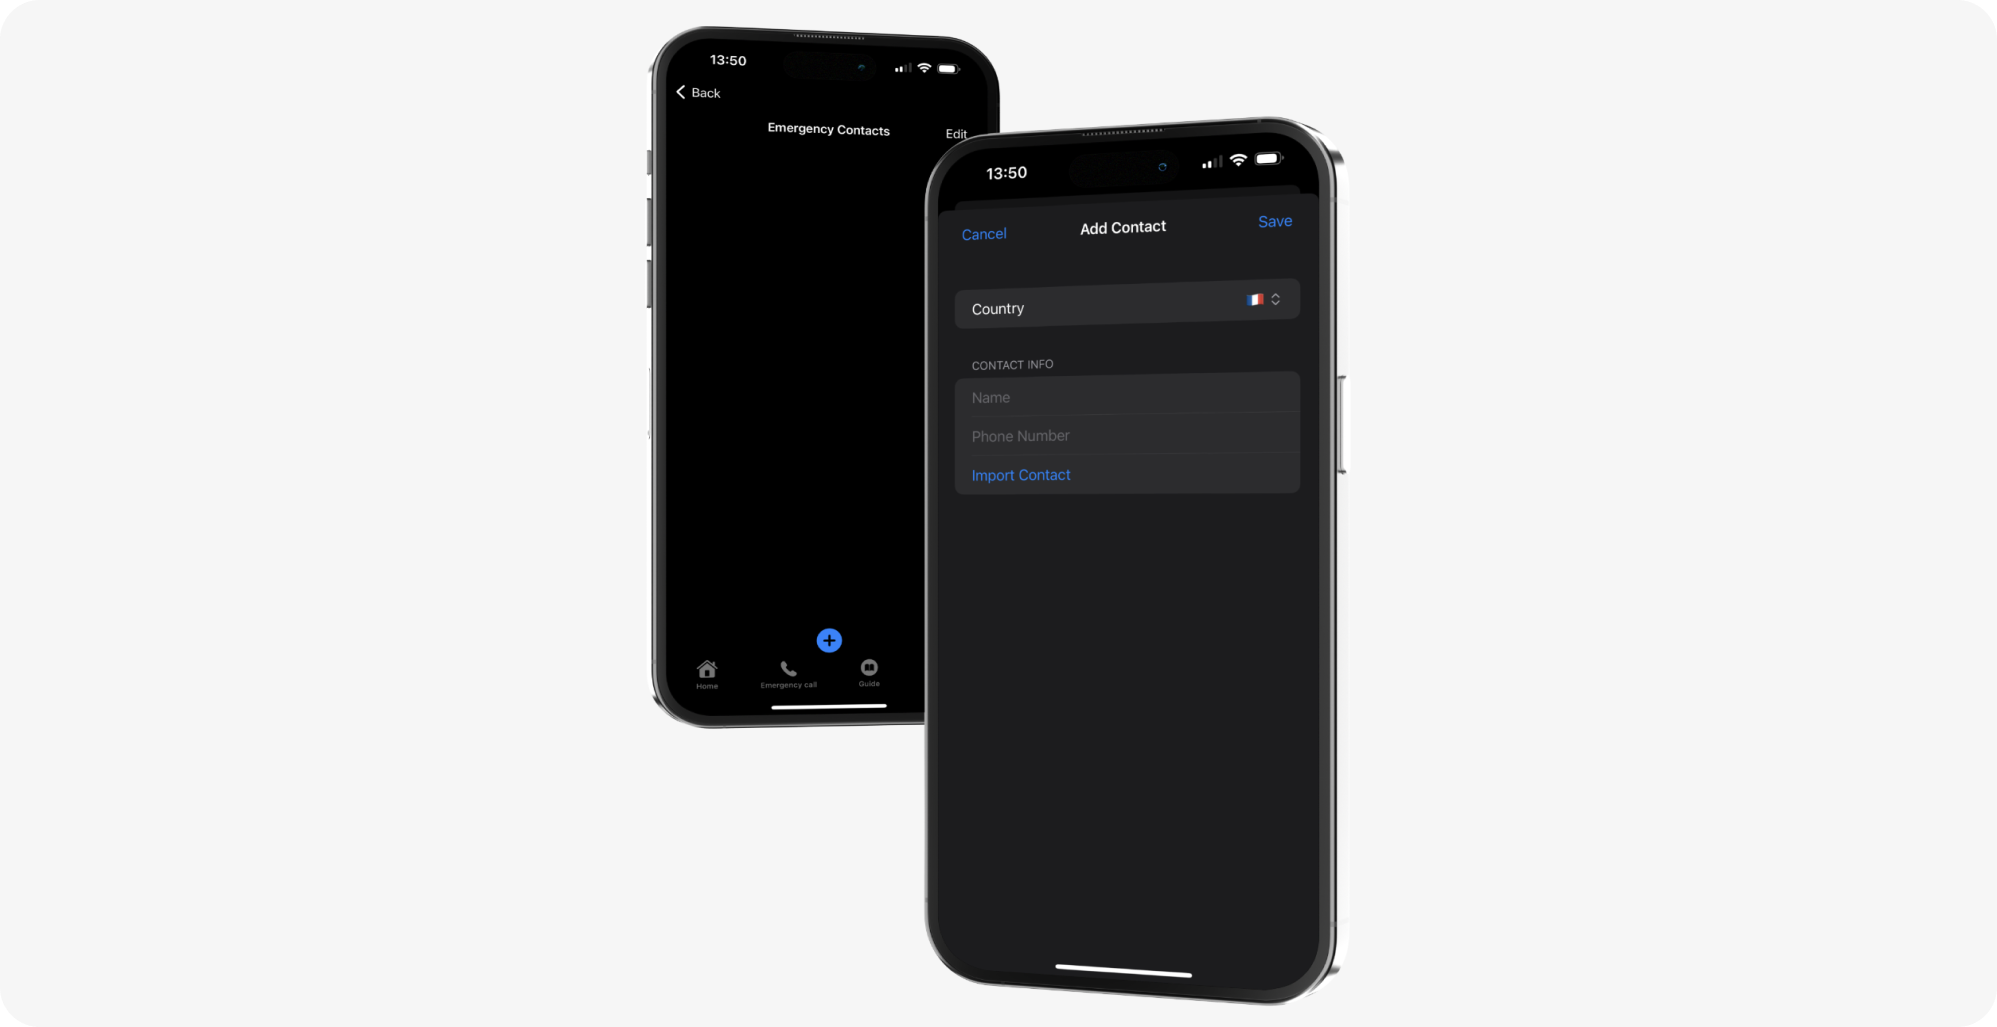 13:50
Back
Emergency Contacts
Edit
Home
Emergency call
Guide
13:50
Cancel
Add Contact
Save
Country
CONTACT INFO
Name
Phone Number
Import Contact